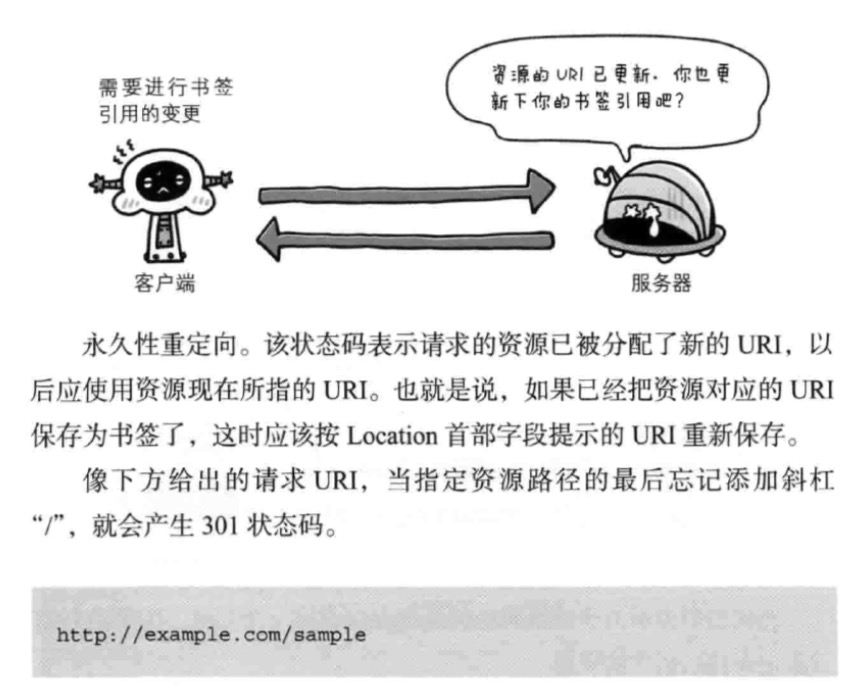 需要进行书签
引用的变更
资源的 URI 已更新. 你也更
新下你的书签引用吧?
客户端
服务器
永久性重定向。该状态码表示请求的资源已被分配了新的 URI，以
后应使用资源现在所指的 URI。也就是说，如果已经把资源对应的 URI
保存为书签了，这时应该按 Location 首部字段提示的 URI 重新保存。
像下方给出的请求 URI，当指定资源路径的最后忘记添加斜杠
“/”，就会产生 301 状态码。
http://example.com/sample